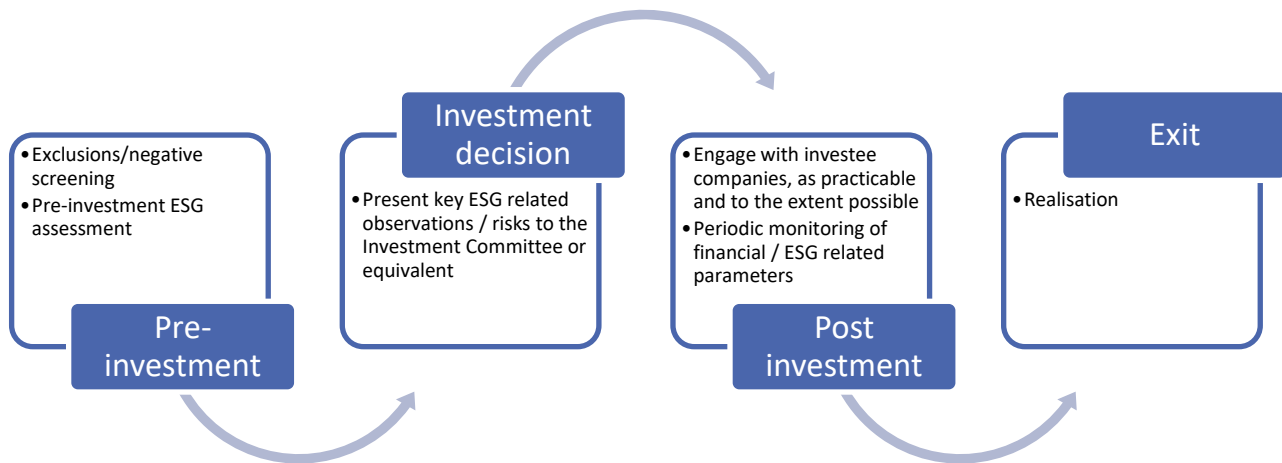 •Exclusions/negative
screening
•Pre-investment ESG
assessment
Pre-
investment
Investment
decision
•Present key ESG related
observations / risks to the
Investment Committee or
equivalent
•Engage with investee
companies, as practicable
and to the extent possible
•Periodic monitoring of
financial / ESG related
parameters
Post
investment
Exit
•Realisation